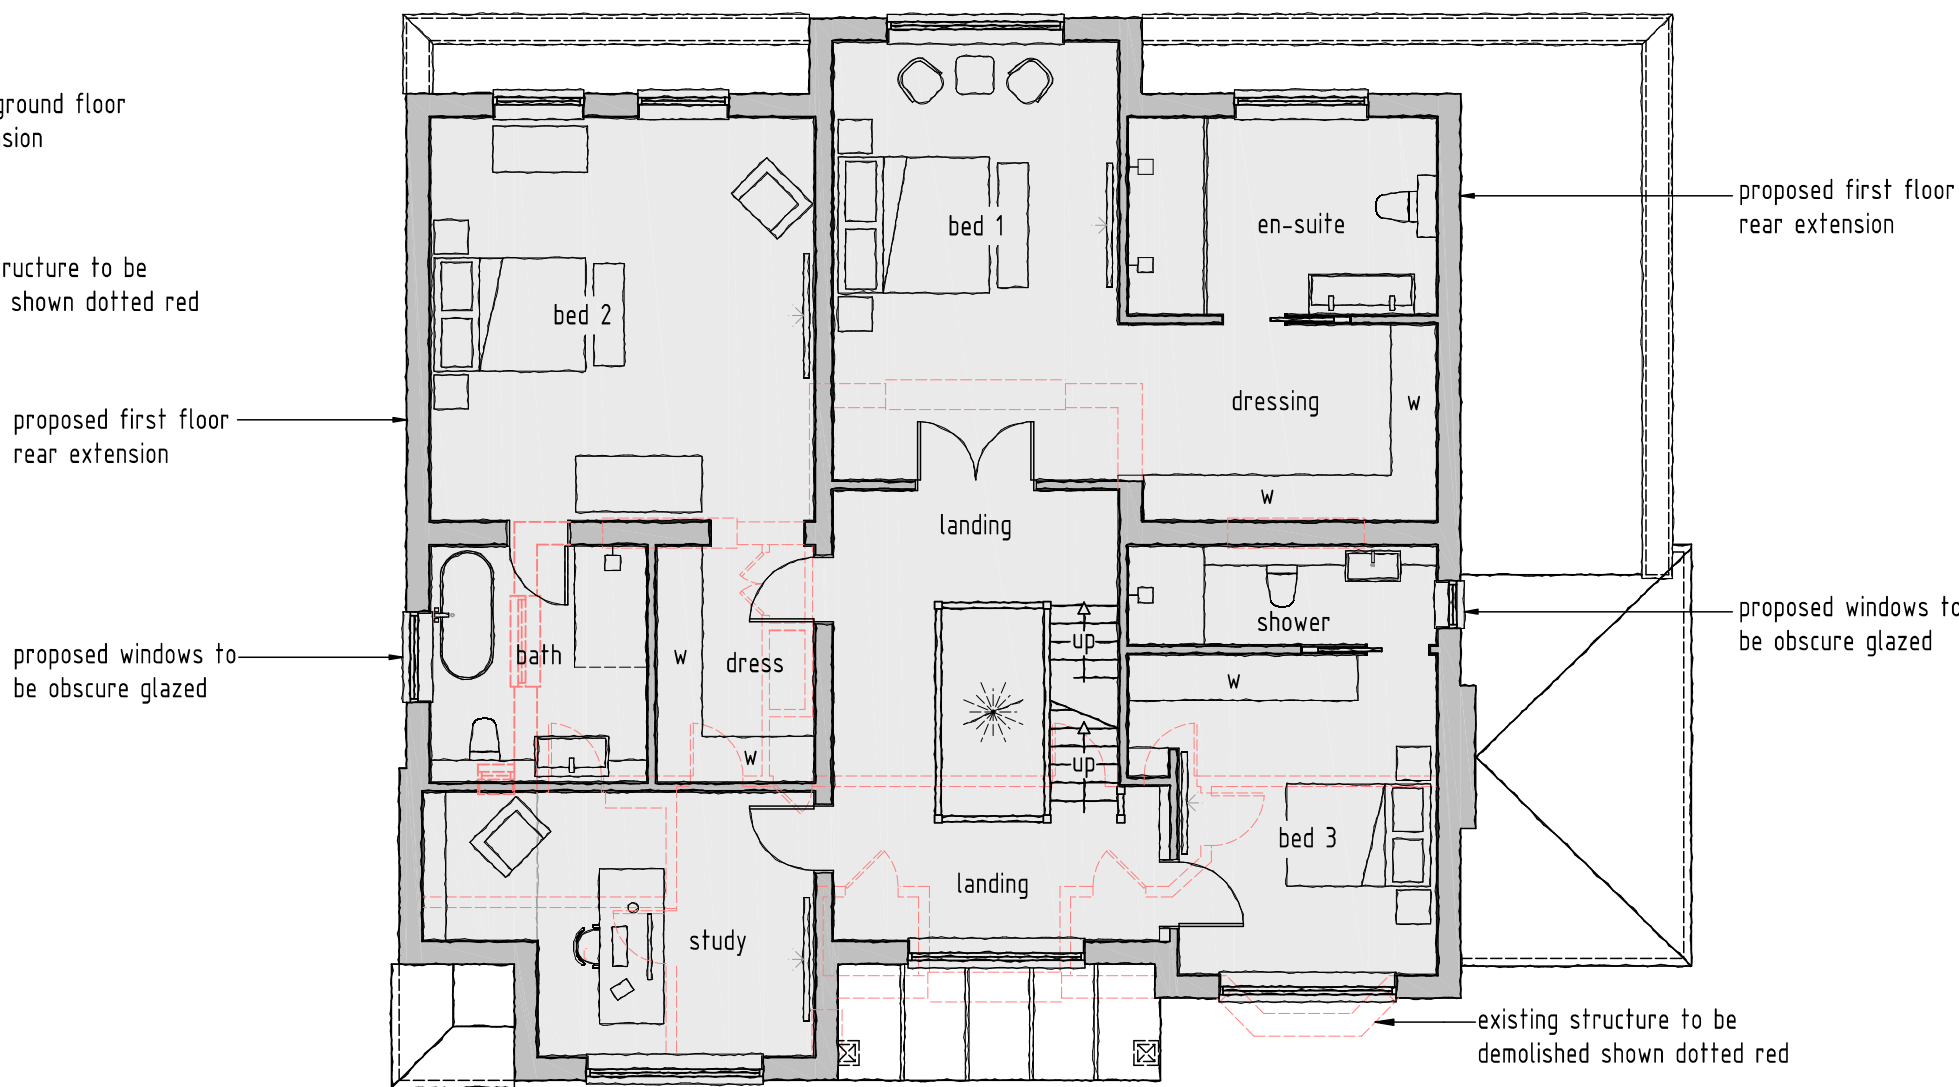 ground floor
sion
ructure to be
shown dotted red
proposed first floor
rear extension
proposed windows to
be obscure glazed
bed 1
en-suite
bed 2
dressing
w
w
landing
bath
w
dress
w
up
up
shower
w
bed 3
landing
study
proposed first floor
rear extension
proposed windows to
be obscure glazed
existing structure to be
demolished shown dotted red